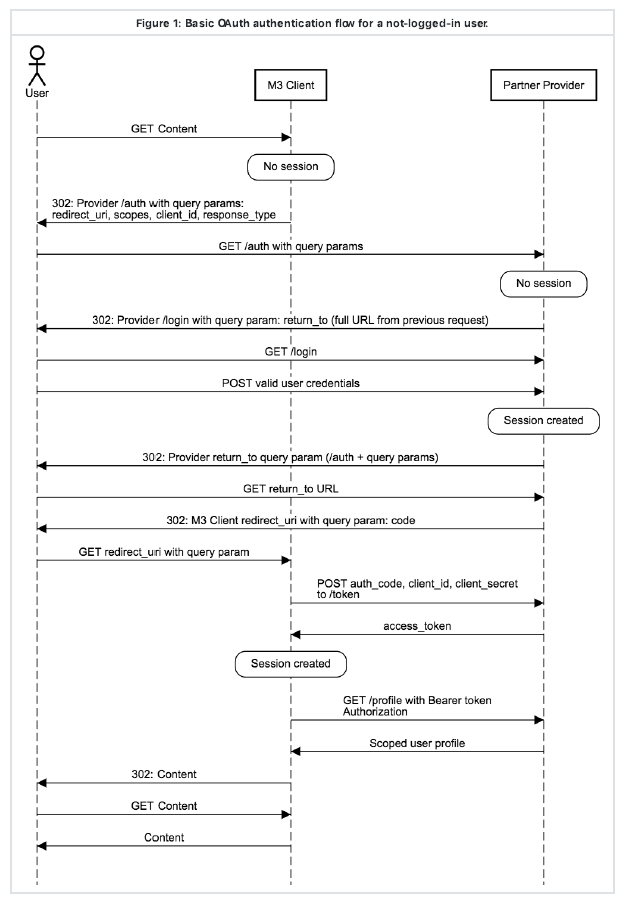 Figure 1: Basic OAuth authentication flow for a not-logged-in user.
User
M3 Client
Partner Provider
GET Content
No session
302: Provider /auth with query params:
redirect_uri, scopes, client_id, response_type
GET /auth with query params
No session
302: Provider /login with query param: return_to (full URL from previous request)
GET /login
POST valid user credentials
Session created
302: Provider return_to query param (/auth + query params)
GET return_to URL
302: M3 Client redirect_uri with query param: code
GET redirect_uri with query param
POST auth_code, client_id, client_secret
to /token
access_token
Session created
GET /profile with Bearer token
Authorization
Scoped user profile
302: Content
GET Content
Content